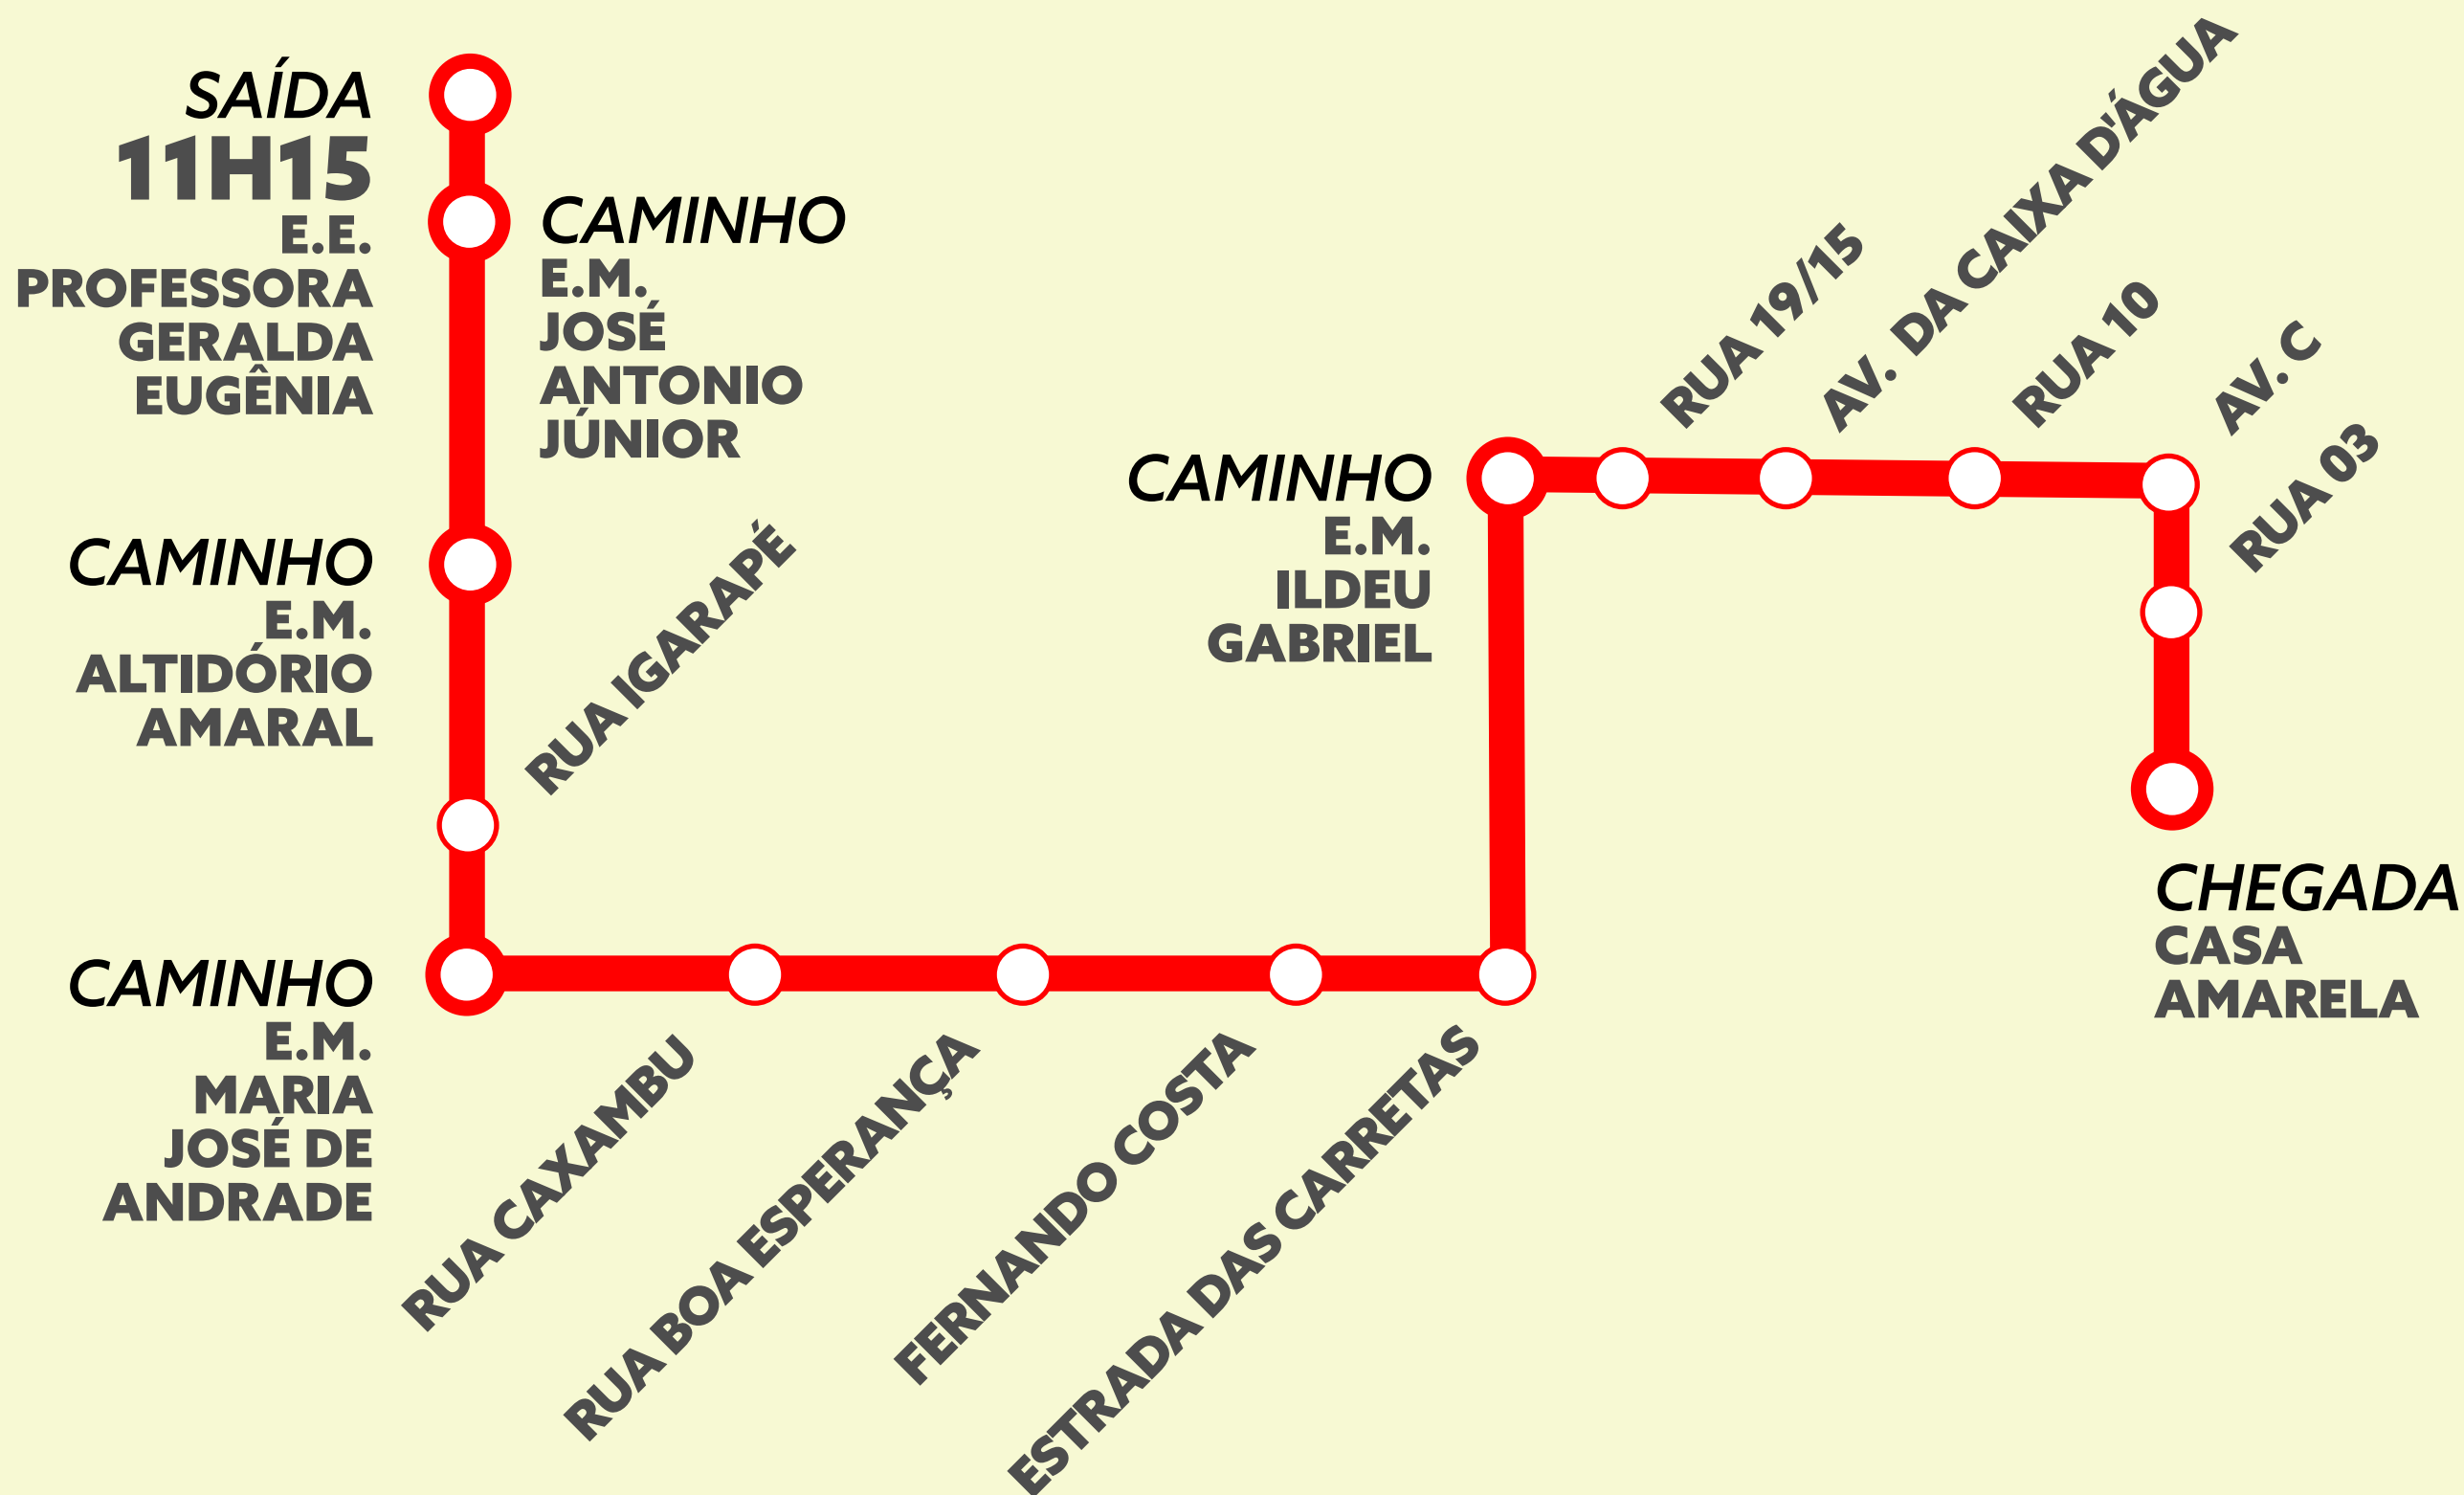 SAÍDA
11H15
E.E.
PROFESSORA
GERALDA
EUGÊNIA
CAMINHO
E.M.
JOSÉ
ANTONIO
JÚNIOR
CAMINHO
E.M.
ALTIDÓRIO
AMARAL
RUA IGARAPÉ
CAMINHO
E.M.
MARIA
JOSÉ DE
ANDRADE
RUA CAXAMBU
RUA BOA ESPERANÇA
FERNANDO COSTA
ESTRADA DAS CARRETAS
CAMINHO
E.M.
ILDEU
GABRIEL
RUA 19/15
AV. DA CAIXA D'ÁGUA
RUA 10
AV. C
RUA 03
CHEGADA
CASA
AMARELA